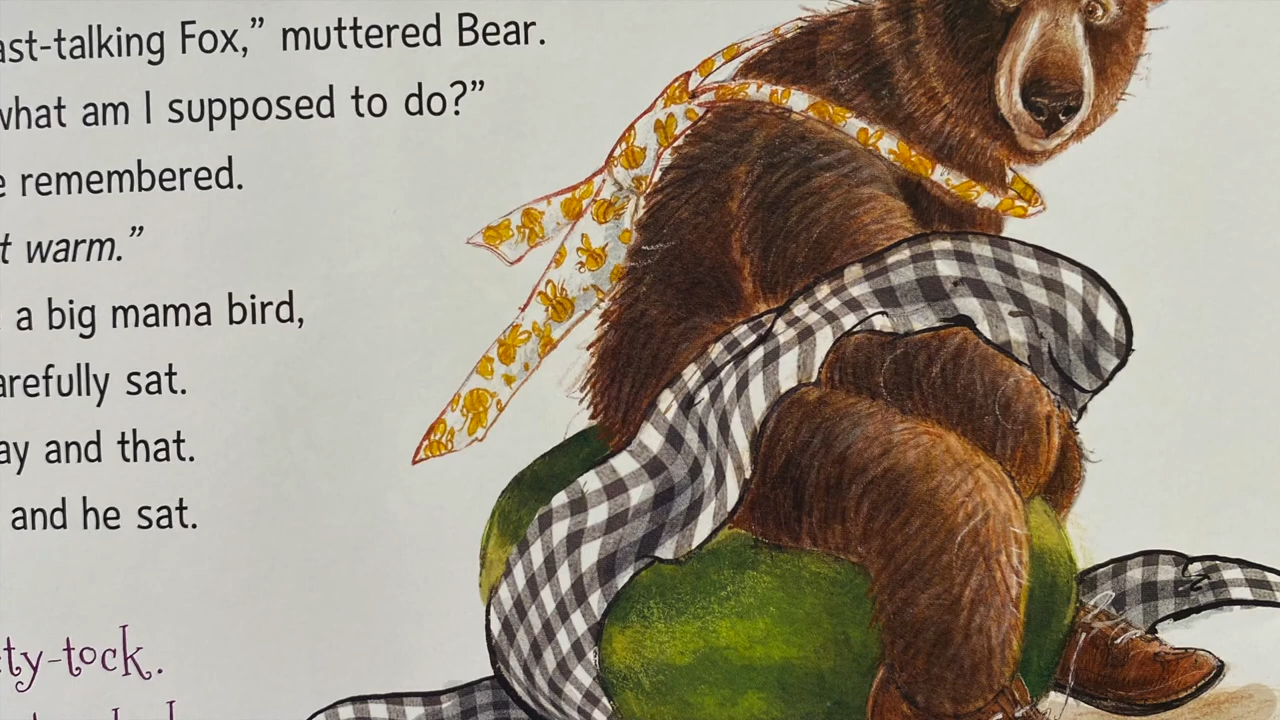 ast-talking Fox,” muttered Bear.
what am I supposed to do?”
e remembered.
t warm.”
a big mama bird,
arefully sat.
ay and that.
and he sat.
ty-tock.